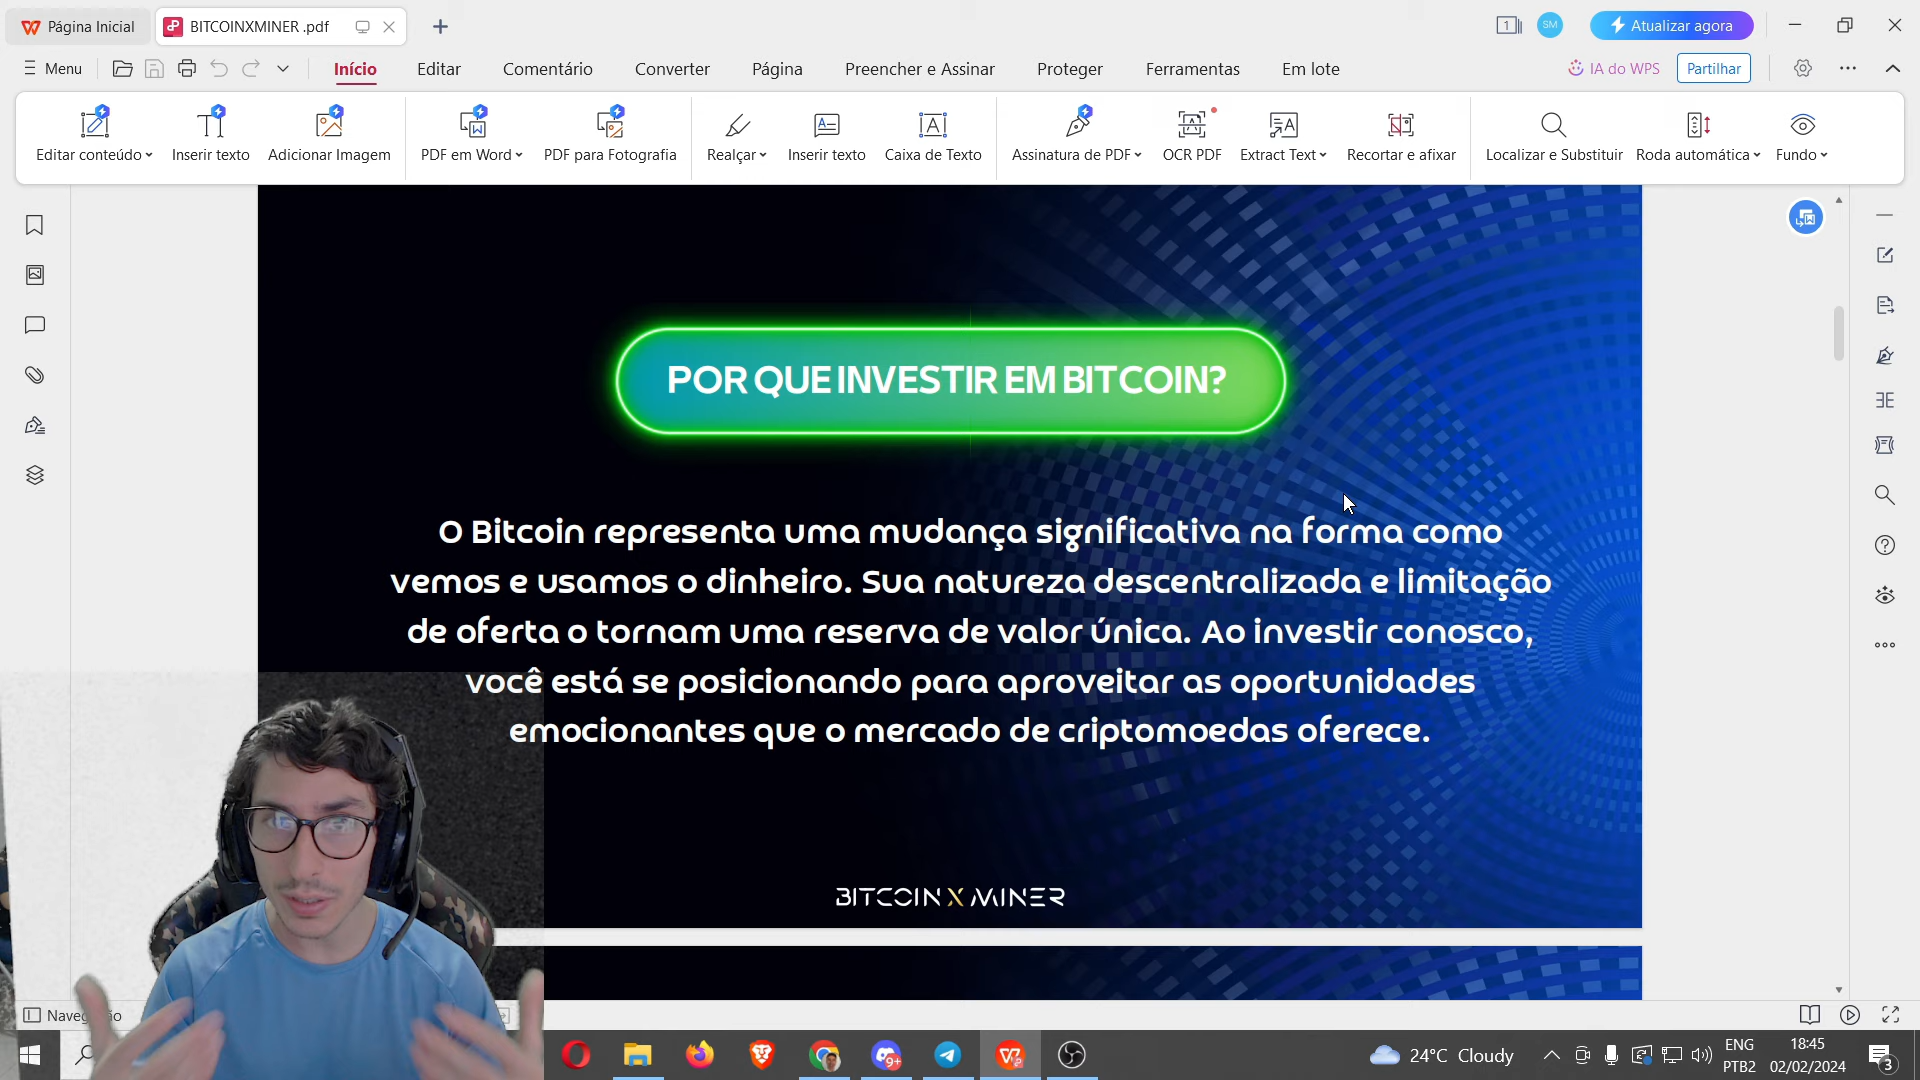 Página Inicial
BITCOINXMINER .pdf
1
SM
Atualizar agora
Menu
Início
Editar
Comentário
Converter
Página
Preencher e Assinar
Proteger
Ferramentas
Em lote
IA do WPS
Partilhar
Editar conteúdo
Inserir texto
Adicionar Imagem
PDF em Word
PDF para Fotografia
Realçar
Inserir texto
Caixa de Texto
Assinatura de PDF
OCR PDF
Extract Text
Recortar e afixar
Localizar e Substituir
Roda automática
Fundo
POR QUE INVESTIR EM BITCOIN?
O Bitcoin representa uma mudança significativa na forma como
vemos e usamos o dinheiro. Sua natureza descentralizada e limitação
de oferta o tornam uma reserva de valor única. Ao investir conosco,
você está se posicionando para aproveitar as oportunidades
emocionantes que o mercado de criptomoedas oferece.
BITCOIN X MINER
9+
24°C Cloudy
ENG
PTB2
18:45
02/02/2024
3